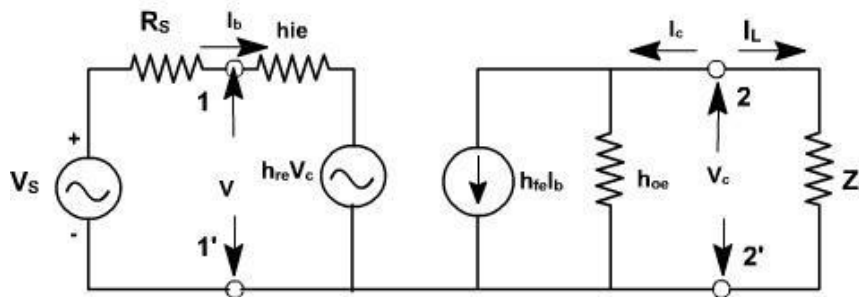 Rs Ib hie Ic IL
1 2
+
Vs V hreVc hfeIb hoe Vc Z
-
1' 2'